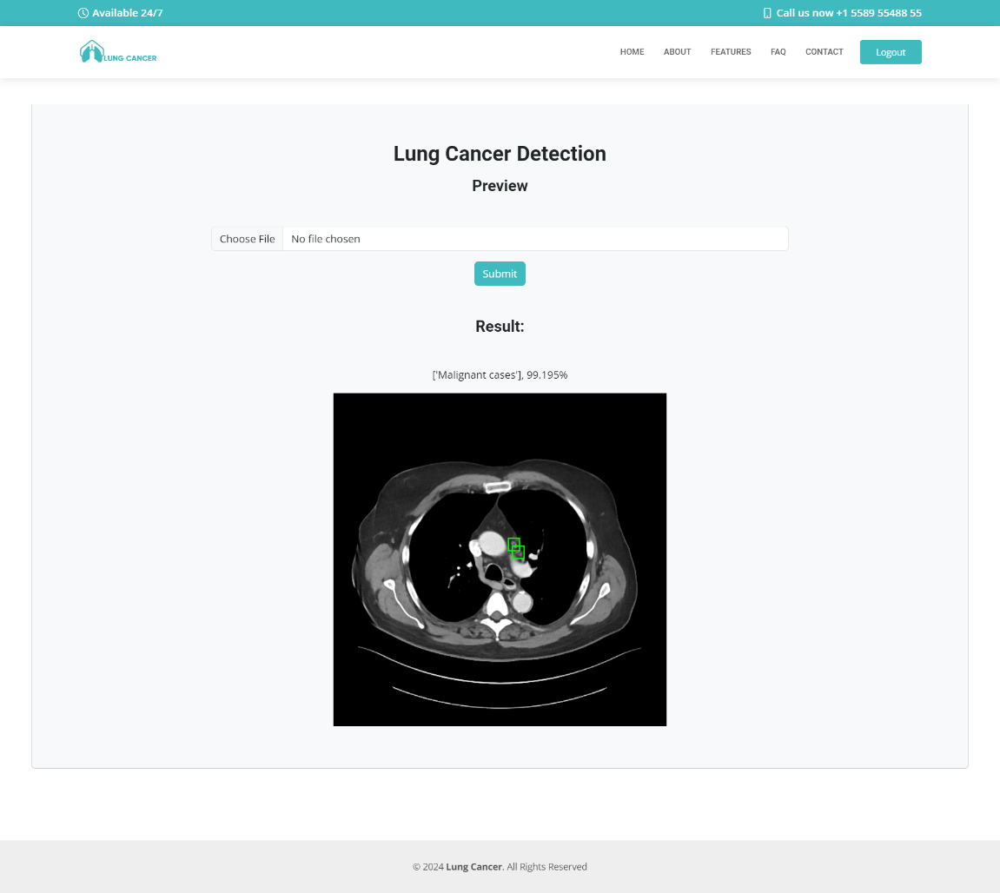 Available 24/7
Call us now +1 5589 55488 55
LUNG CANCER
HOME
ABOUT
FEATURES
FAQ
CONTACT
Logout
Lung Cancer Detection
Preview
Choose File
No file chosen
Submit
Result:
['Malignant cases'], 99.195%
© 2024 Lung Cancer. All Rights Reserved